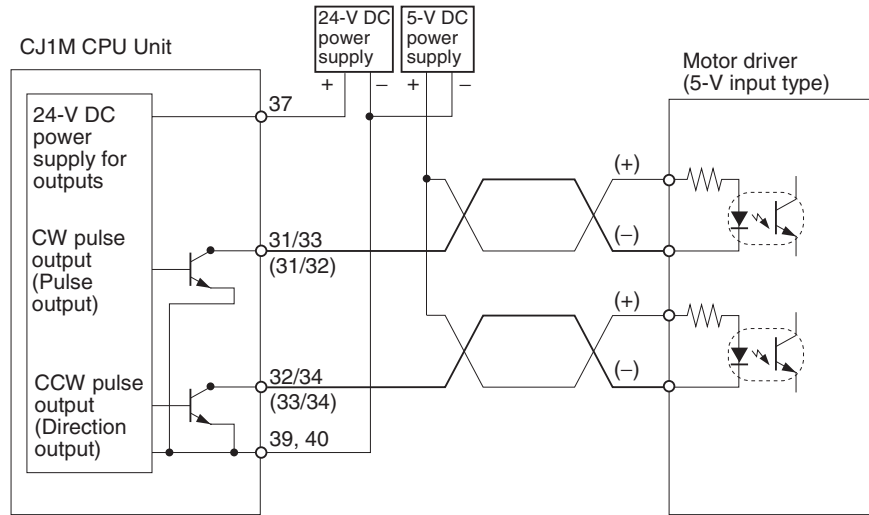 CJ1M CPU Unit
24-V DC
power
supply
5-V DC
power
supply
+
−
+
−
Motor driver
(5-V input type)
24-V DC
power
supply for
outputs
37
CW pulse
output
(Pulse
output)
31/33
(31/32)
(+)
(−)
CCW pulse
output
(Direction
output)
32/34
(33/34)
(+)
(−)
39, 40